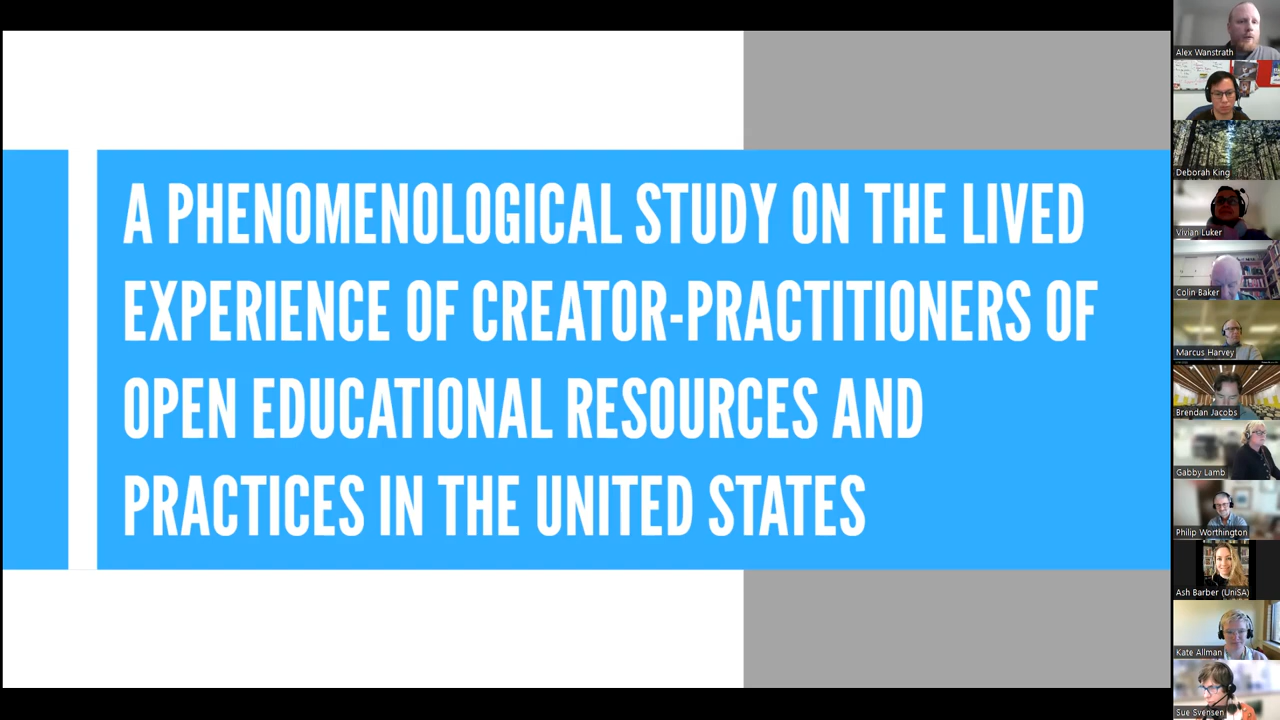 A PHENOMENOLOGICAL STUDY ON THE LIVED
EXPERIENCE OF CREATOR-PRACTITIONERS OF
OPEN EDUCATIONAL RESOURCES AND
PRACTICES IN THE UNITED STATES
Alex Wanstrath
Deborah King
Vivian Luker
Colin Baker
Marcus Harvey
Brendan Jacobs
Gabby Lamb
Philip Worthington
Ash Barber (UniSA)
Kate Allman
Sue Svensen